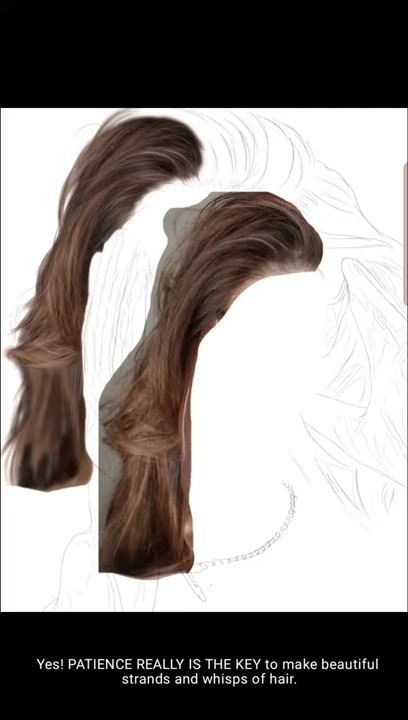 Yes! PATIENCE REALLY IS THE KEY to make beautiful
strands and whisps of hair.